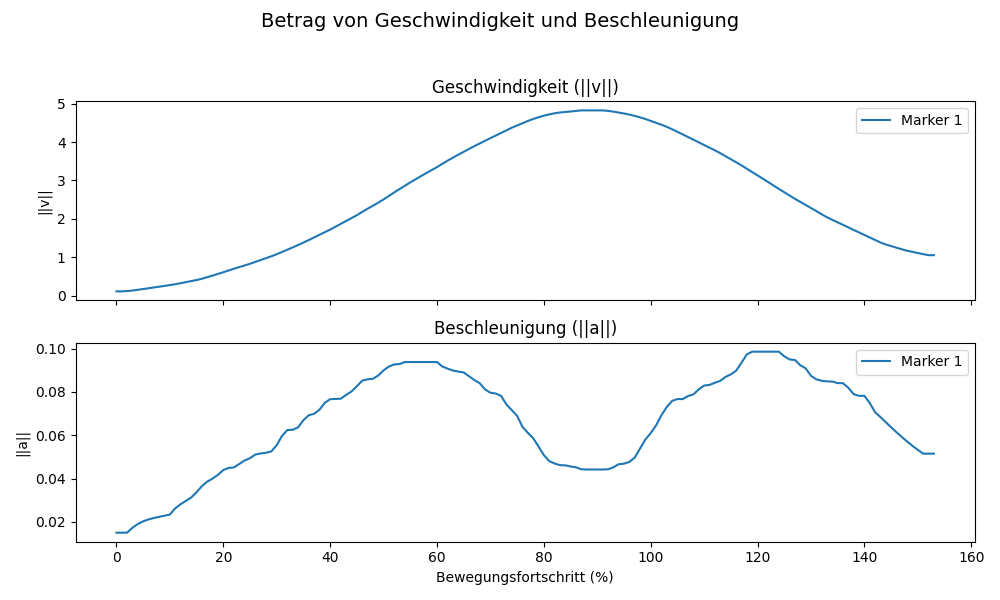 Betrag von Geschwindigkeit und Beschleunigung
Geschwindigkeit (||v||)
||v||
5
4
3
2
1
0
Marker 1
Beschleunigung (||a||)
||a||
0.10
0.08
0.06
0.04
0.02
Marker 1
0 20 40 60 80 100 120 140 160
Bewegungsfortschritt (%)